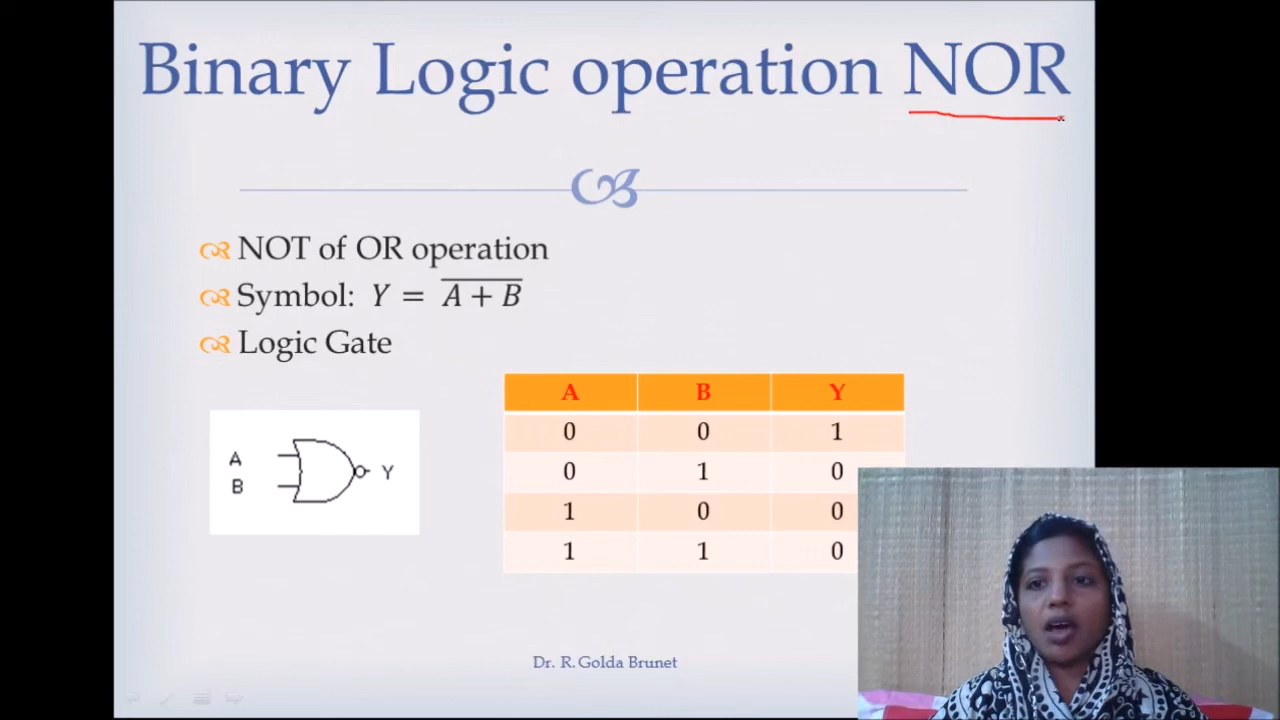 Binary Logic operation NOR
NOT of OR operation
Symbol: Y = \overline{A + B}
Logic Gate
A B Y
0 0 1
0 1 0
1 0 0
1 1 0
A
B
Y
Dr. R.Golda Brunet